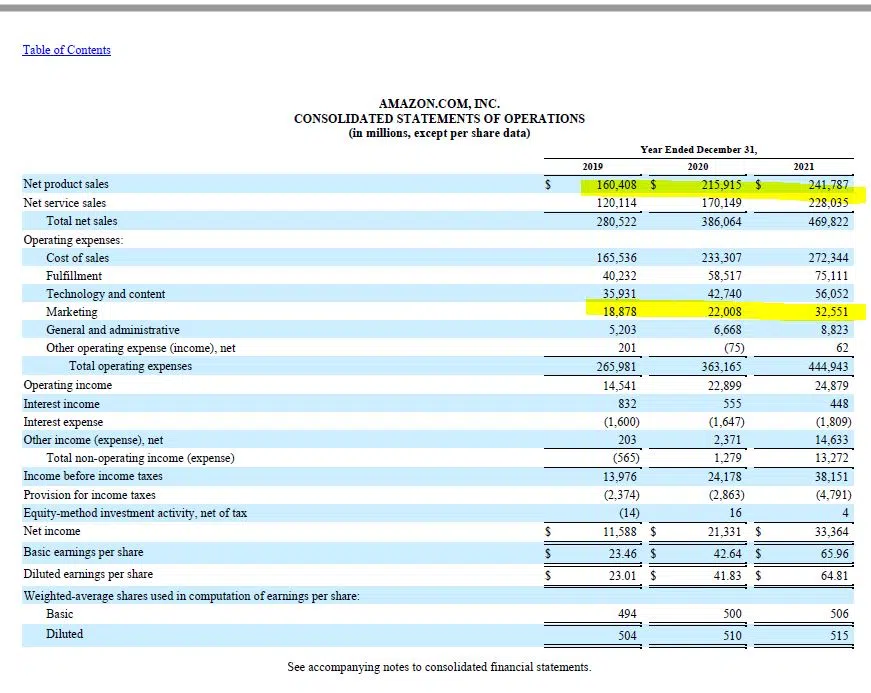 Table of Contents
AMAZON.COM, INC.
CONSOLIDATED STATEMENTS OF OPERATIONS
(in millions, except per share data)
Year Ended December 31,
2019 2020 2021
Net product sales $ 160,408 $ 215,915 $ 241,787
Net service sales 120,114 170,149 228,035
Total net sales 280,522 386,064 469,822
Operating expenses:
Cost of sales 165,536 233,307 272,344
Fulfillment 40,232 58,517 75,111
Technology and content 35,931 42,740 56,052
Marketing 18,878 22,008 32,551
General and administrative 5,203 6,668 8,823
Other operating expense (income), net 201 (75) 62
Total operating expenses 265,981 363,165 444,943
Operating income 14,541 22,899 24,879
Interest income 832 555 448
Interest expense (1,600) (1,647) (1,809)
Other income (expense), net 203 2,371 14,633
Total non-operating income (expense) (565) 1,279 13,272
Income before income taxes 13,976 24,178 38,151
Provision for income taxes (2,374) (2,863) (4,791)
Equity-method investment activity, net of tax (14) 16 4
Net income $ 11,588 $ 21,331 $ 33,364
Basic earnings per share $ 23.46 $ 42.64 $ 65.96
Diluted earnings per share $ 23.01 $ 41.83 $ 64.81
Weighted-average shares used in computation of earnings per share:
Basic 494 500 506
Diluted 504 510 515
See accompanying notes to consolidated financial statements.